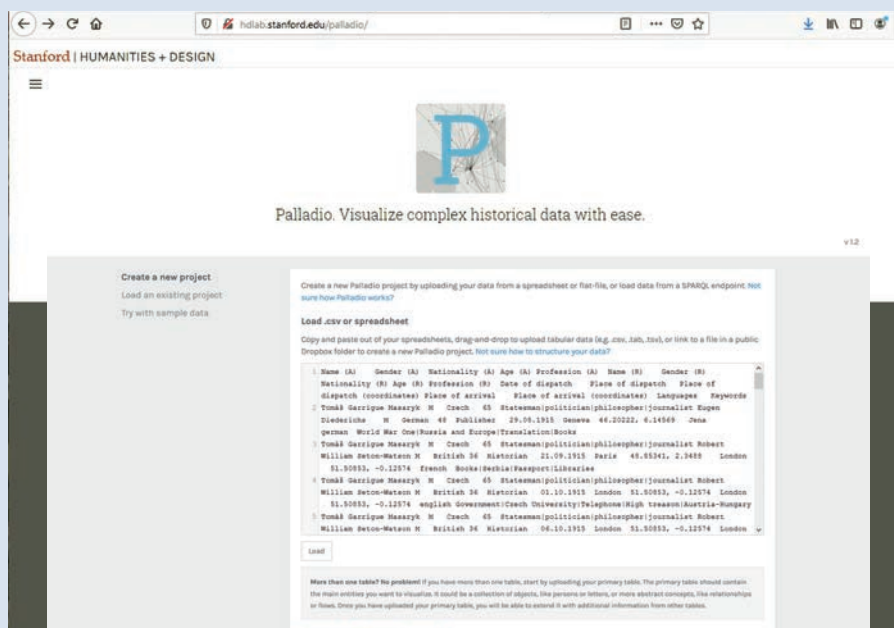 hdlab.stanford.edu/palladio/
Stanford | HUMANITIES + DESIGN
P
Palladio. Visualize complex historical data with ease.
v 1.2
Create a new project
Load an existing project
Try with sample data
Create a new Palladio project by uploading your data from a spreadsheet or flat-file, or load data from a SPARQL endpoint. Not
sure how Palladio works?
Load .csv or spreadsheet
Copy and paste out of your spreadsheets, drag-and-drop to upload tabular data (e.g. .csv, .tab, .tsv), or link to a file in a public
Dropbox folder to create a new Palladio project. Not sure how to structure your data?
1 Name (A) Gender (A) Nationality (A) Age (A) Profession (A) Name (R) Gender (R)
Nationality (R) Age (R) Profession (R) Date of dispatch Place of dispatch Place of
dispatch (coordinates) Place of arrival Place of arrival (coordinates) Languages Keywords
2 Tomáš Garrigue Masaryk M Czech 65 Statesman|politician|philosopher|journalist Eugen
Diederichs M German 48 Publisher 29.08.1915 Geneva 46.20222, 6.14569 Jena
german World War One|Russia and Europe|Translation|Books
3 Tomáš Garrigue Masaryk M Czech 65 Statesman|politician|philosopher|journalist Robert
William Seton-Watson M British 36 Historian 21.09.1915 Paris 48.85341, 2.3488 London
51.50853, -0.12574 french Books|Serbia|Passport|Libraries
4 Tomáš Garrigue Masaryk M Czech 65 Statesman|politician|philosopher|journalist Robert
William Seton-Watson M British 36 Historian 01.10.1915 London 51.50853, -0.12574 London
51.50853, -0.12574 english Government|Czech University|Telephone|High treason|Austria-Hungary
5 Tomáš Garrigue Masaryk M Czech 65 Statesman|politician|philosopher|journalist Robert
William Seton-Watson M British 36 Historian 06.10.1915 London 51.50853, -0.12574 London
Load
More than one table? No problem! If you have more than one table, start by uploading your primary table. The primary table should contain
the main entities you want to visualize. It could be a collection of objects, like persons or letters, or more abstract concepts, like relationships
or flows. Once you have uploaded your primary table, you will be able to extend it with additional information from other tables.